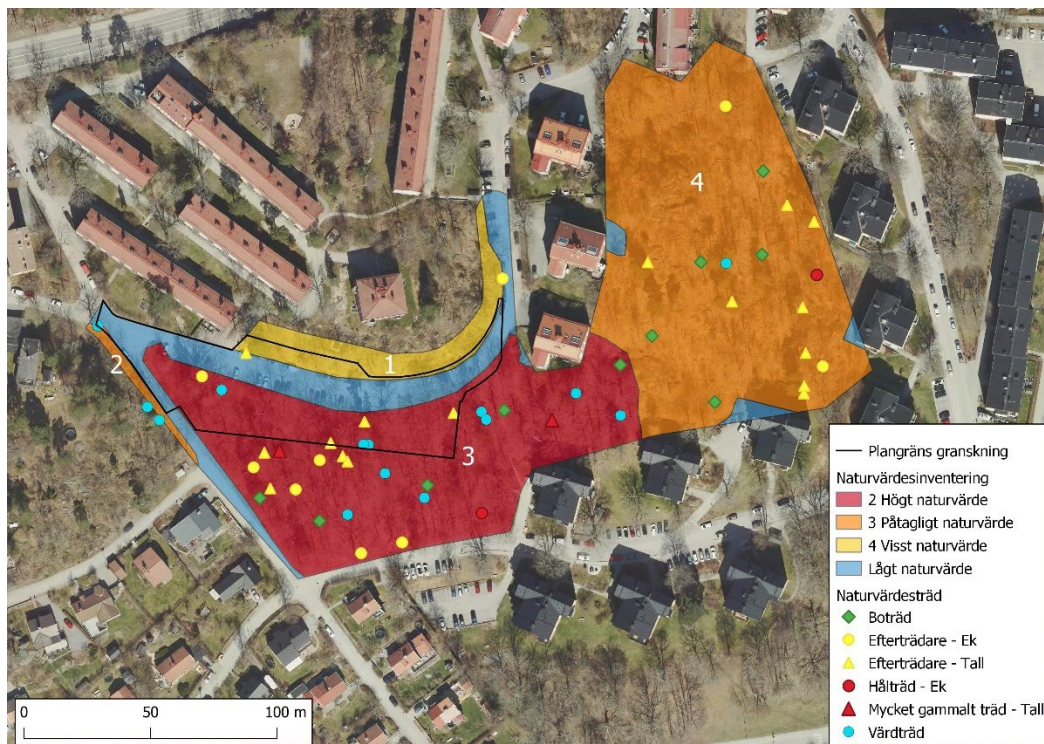 4
1
2
3
Plangräns granskning
Naturvärdesinventering
2 Högt naturvärde
3 Påtagligt naturvärde
4 Visst naturvärde
Lågt naturvärde
Naturvärdesträd
Boträd
Efterträdare - Ek
Efterträdare - Tall
Hålträd - Ek
Mycket gammalt träd - Tall
Värdträd
0 50 100 m